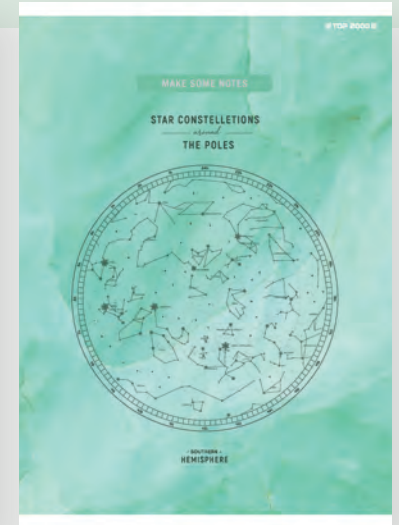 TOP 2000
MAKE SOME NOTES
STAR CONSTELLETIONS
around
THE POLES
SOUTHERN
HEMISPHERE